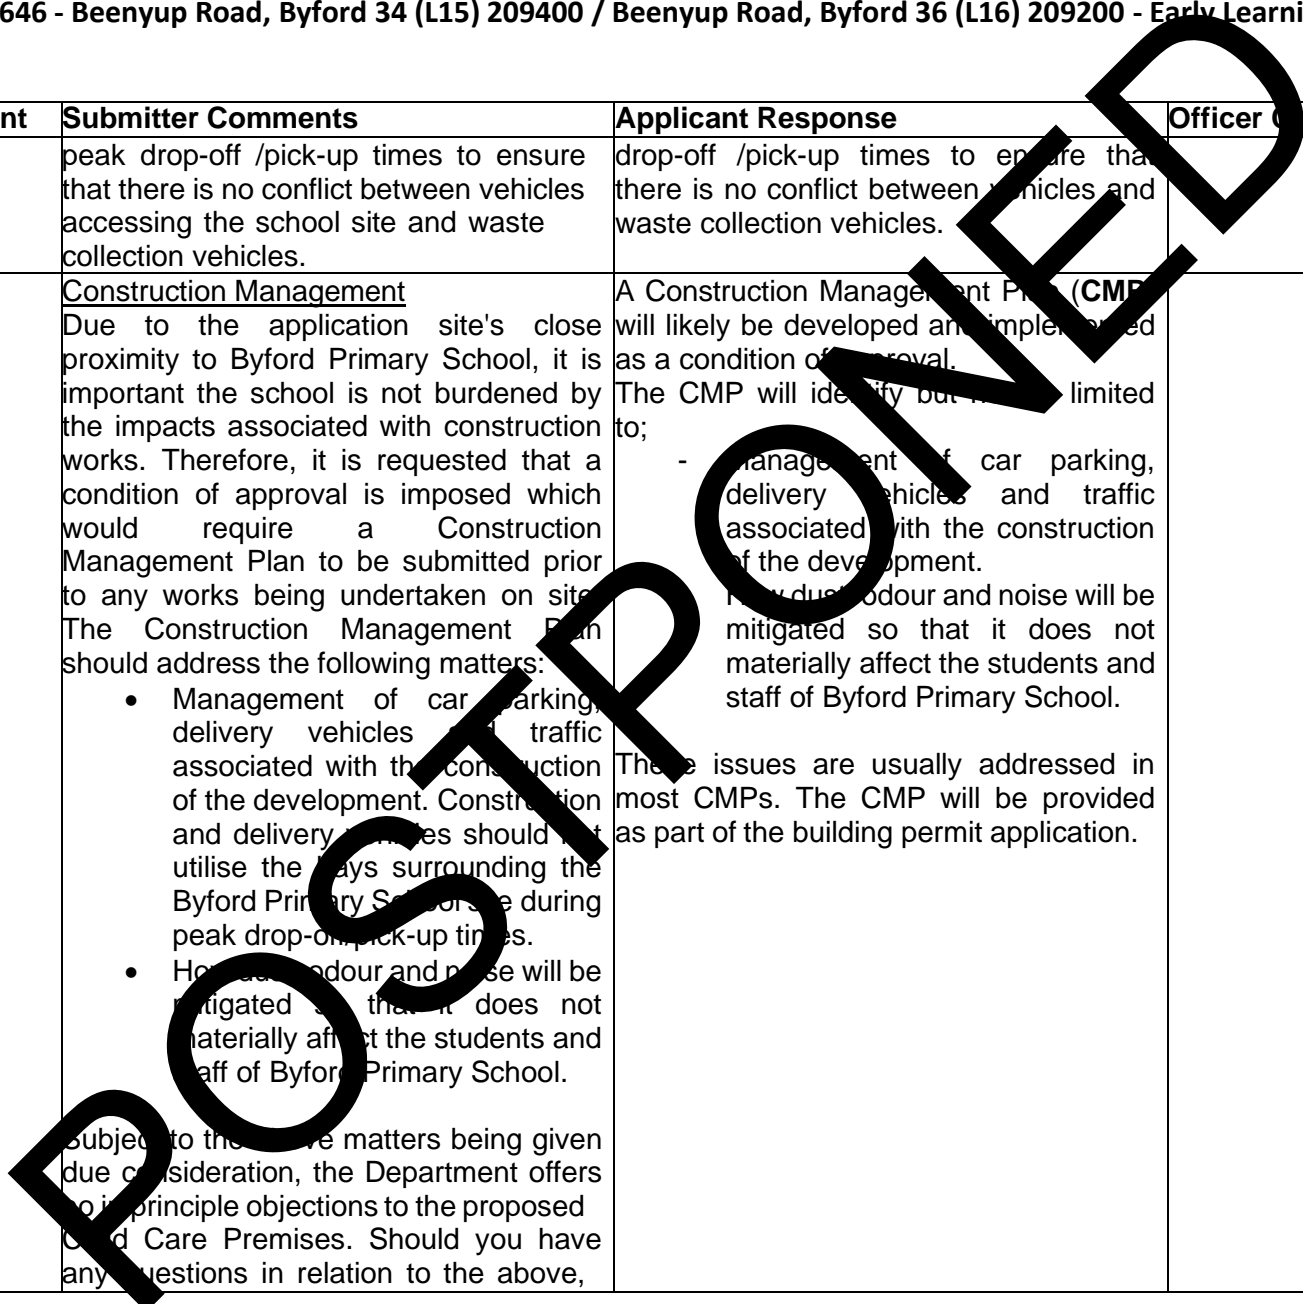 646 - Beenyup Road, Byford 34 (L15) 209400 / Beenyup Road, Byford 36 (L16) 209200 - Early Learni
nt
Submitter Comments
Applicant Response
Officer
peak drop-off /pick-up times to ensure
that there is no conflict between vehicles
accessing the school site and waste
collection vehicles.
drop-off /pick-up times to ensure that
there is no conflict between vehicles and
waste collection vehicles.
Construction Management
Due to the application site's close
proximity to Byford Primary School, it is
important the school is not burdened by
the impacts associated with construction
works. Therefore, it is requested that a
condition of approval is imposed which
would require a Construction
Management Plan to be submitted prior
to any works being undertaken on site
The Construction Management Plan
should address the following matters:
• Management of car parking,
delivery vehicles and traffic
associated with the construction
of the development. Construction
and delivery vehicles should not
utilise the bays surrounding the
Byford Primary School site during
peak drop-off/pick-up times.
• How dust odour and noise will be
mitigated so that it does not
materially affect the students and
staff of Byford Primary School.
Subject to the above matters being given
due consideration, the Department offers
no in principle objections to the proposed
Child Care Premises. Should you have
any questions in relation to the above,
A Construction Management Plan (CMP
will likely be developed and implemented
as a condition of approval.
The CMP will identify but limited
to;
- management of car parking,
delivery vehicles and traffic
associated with the construction
of the development.
How dust odour and noise will be
mitigated so that it does not
materially affect the students and
staff of Byford Primary School.
These issues are usually addressed in
most CMPs. The CMP will be provided
as part of the building permit application.
POSTPONED